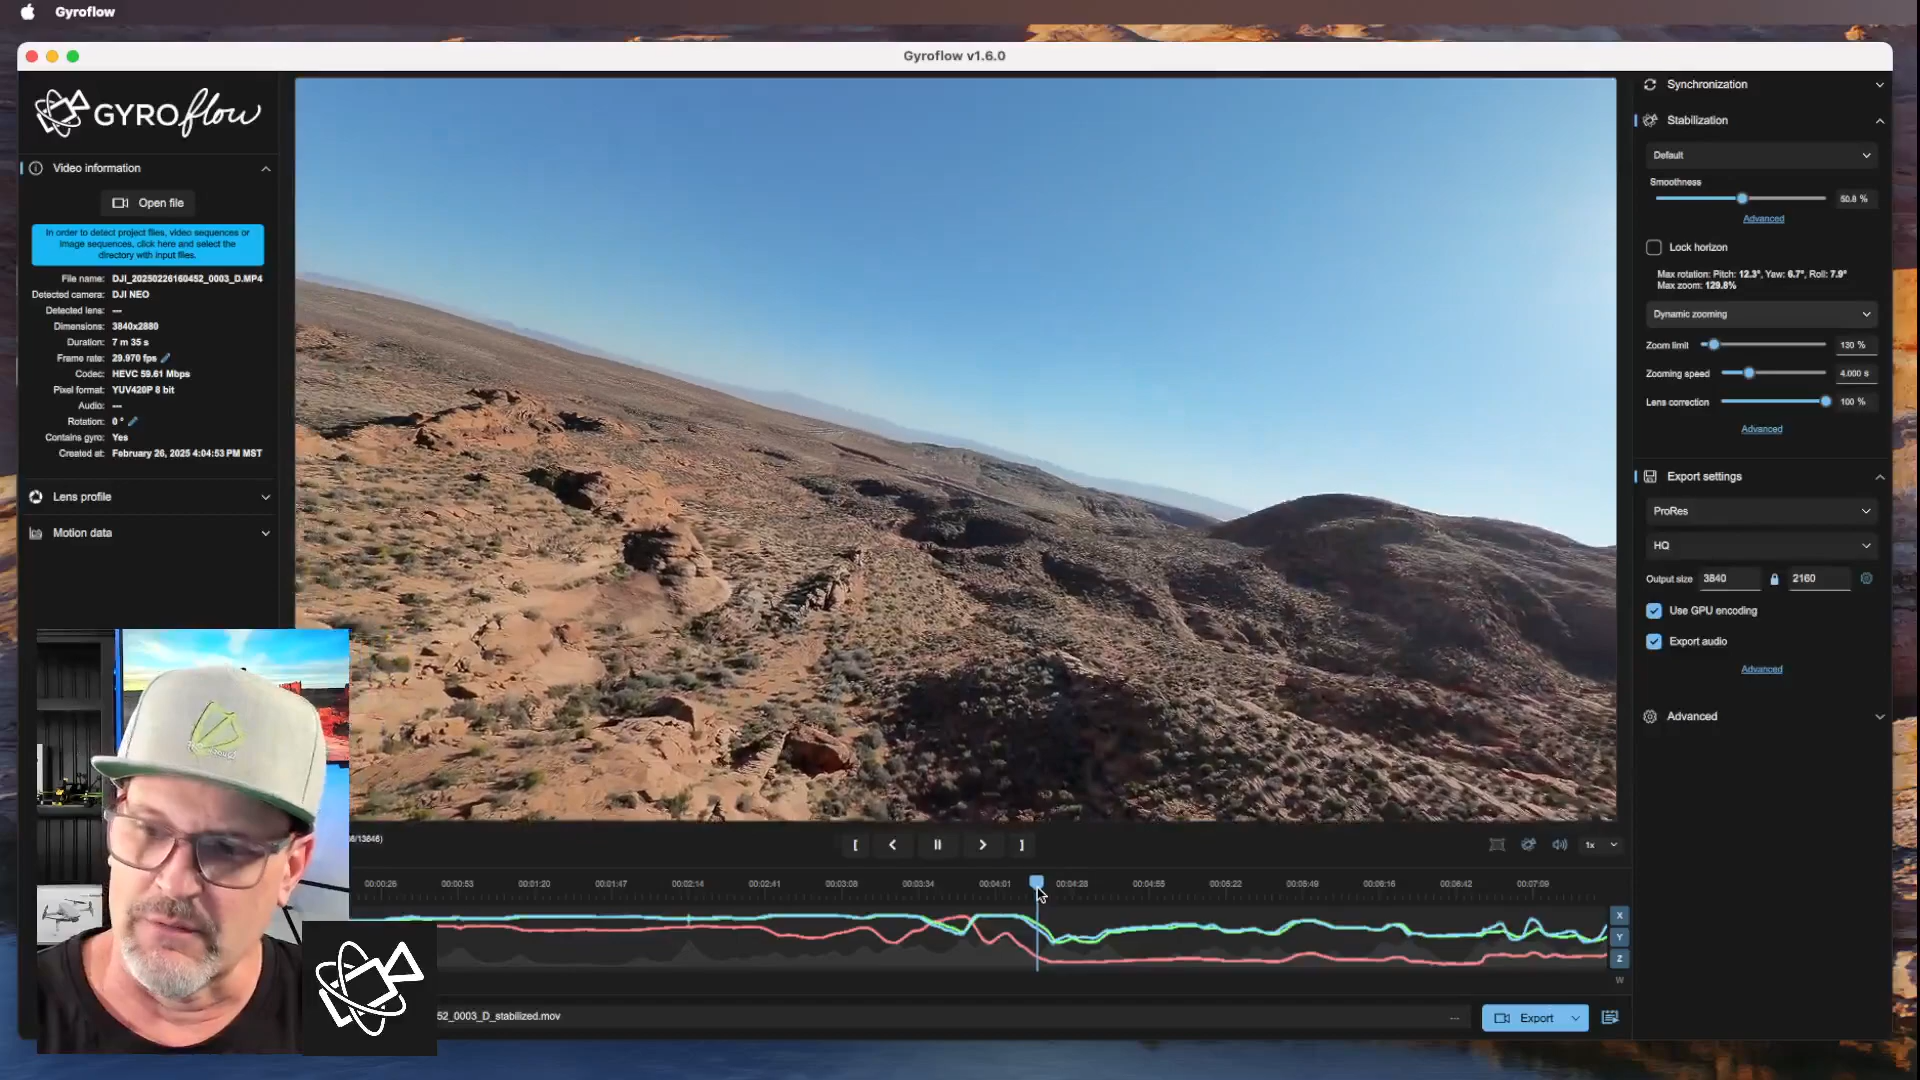 Gyroflow
Gyroflow v1.6.0
GYROflow
Video information
Open file
In order to detect project files, video sequences or
image sequences, click here and select the
directory with input files.
File name: DJI_20250226160452_0003_D.MP4
Detected camera: DJI NEO
Detected lens: ---
Dimensions: 3840x2880
Duration: 7 m 35 s
Frame rate: 29.970 fps
Codec: HEVC 59.61 Mbps
Pixel format: YUV420P 8 bit
Audio: ---
Rotation: 0 °
Contains gyro: Yes
Created at: February 26, 2025 4:04:53 PM MST
Lens profile
Motion data
/13646)
[ ]
1x
00:00:26 00:00:53 00:01:20 00:01:47 00:02:14 00:02:41 00:03:08 00:03:34 00:04:01 00:04:28 00:04:55 00:05:22 00:05:49 00:06:16 00:06:42 00:07:09
X
Y
Z
W
52_0003_D_stabilized.mov
...
Export
Synchronization
Stabilization
Default
Smoothness
50.8 %
Advanced
Lock horizon
Max rotation: Pitch: 12.3°, Yaw: 6.7°, Roll: 7.9°
Max zoom: 129.8%
Dynamic zooming
Zoom limit 130 %
Zooming speed 4.000 s
Lens correction 100 %
Advanced
Export settings
ProRes
HQ
Output size 3840 2160
Use GPU encoding
Export audio
Advanced
Advanced